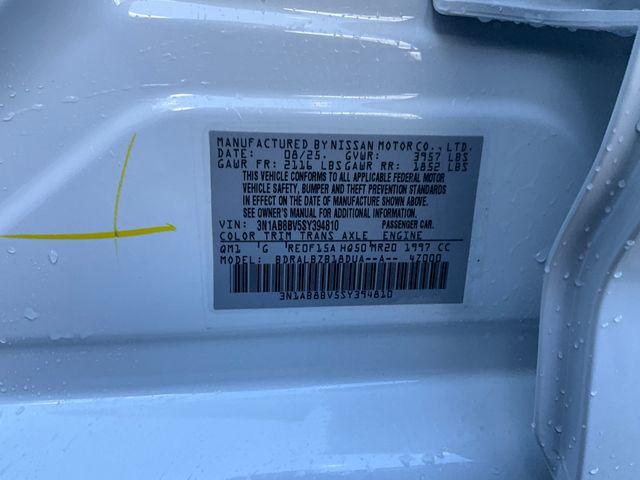 MANUFACTURED BY NISSAN MOTOR CO., LTD.
DATE: 08/25. GVWR: 3957 LBS
GAWR FR: 2116 LBS GAWR RR: 1852 LBS
THIS VEHICLE CONFORMS TO ALL APPLICABLE FEDERAL MOTOR
VEHICLE SAFETY, BUMPER AND THEFT PREVENTION STANDARDS
IN EFFECT ON THE DATE OF MANUFACTURE SHOWN ABOVE.
SEE OWNER'S MANUAL FOR ADDITIONAL INFORMATION.
VIN: 3N1AB8BV5SY394810 PASSENGER CAR.
COLOR TRIM TRANS AXLE ENGINE
QM1 G RE0F15A HQ50 MR20 1997 CC
MODEL: BDRALBZB18DUA--A-- 4Z000
3N1AB8BV5SY394810